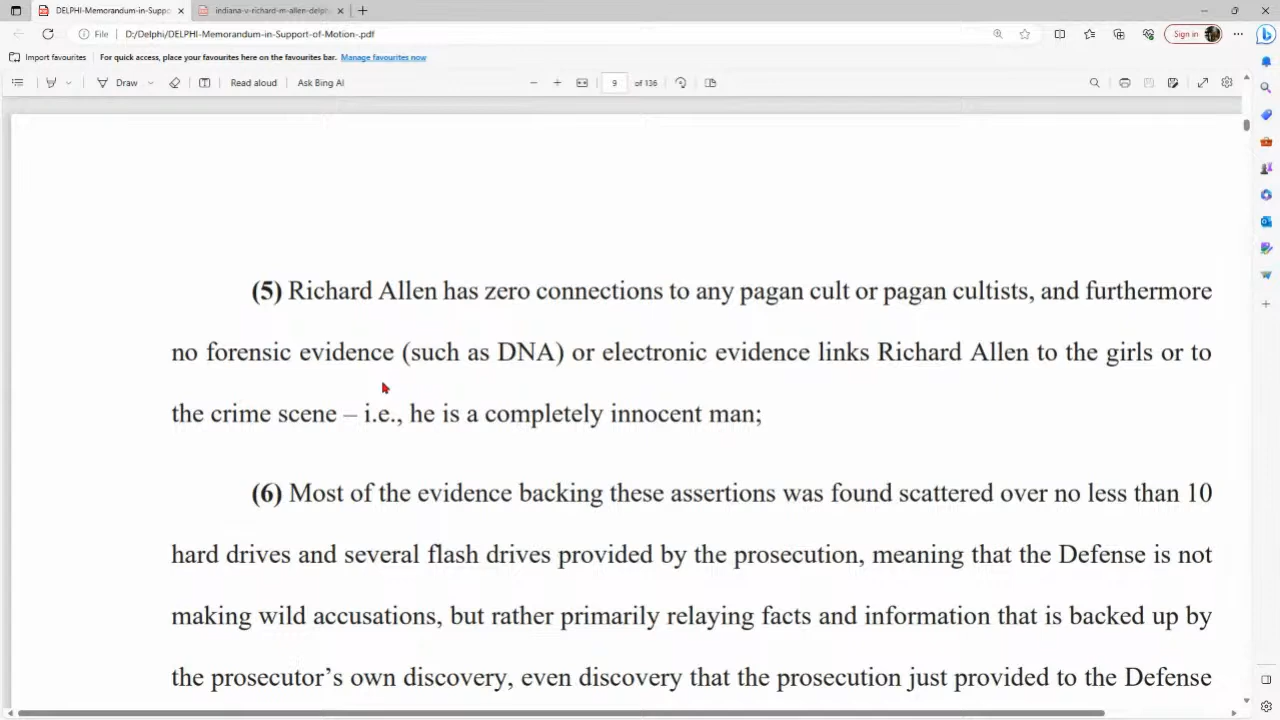 DELPHI-Memorandum-in-Suppo
indiana-v-richard-m-allen-delph
File D:/Delphi/DELPHI-Memorandum-in-Support-of-Motion-.pdf
Sign in
Import favourites For quick access, place your favourites here on the favourites bar. Manage favourites now
Draw Read aloud Ask Bing AI 9 of 136
(5) Richard Allen has zero connections to any pagan cult or pagan cultists, and furthermore
no forensic evidence (such as DNA) or electronic evidence links Richard Allen to the girls or to
the crime scene – i.e., he is a completely innocent man;
(6) Most of the evidence backing these assertions was found scattered over no less than 10
hard drives and several flash drives provided by the prosecution, meaning that the Defense is not
making wild accusations, but rather primarily relaying facts and information that is backed up by
the prosecutor’s own discovery, even discovery that the prosecution just provided to the Defense